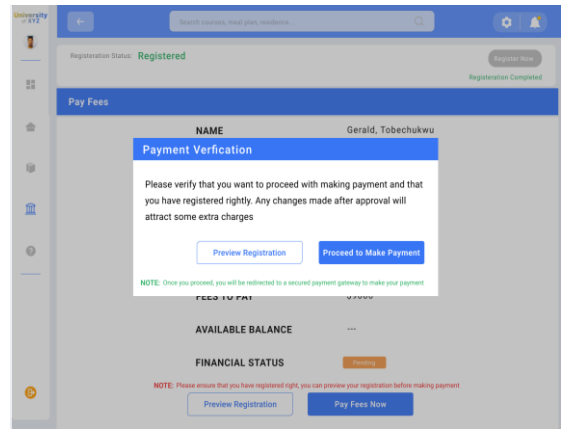 University
of XYZ
Search courses, meal plan, residence...
Registeration Status: Registered
Register Now
Registeration Completed
Pay Fees
NAME Gerald, Tobechukwu
Payment Verfication
Please verify that you want to proceed with making payment and that
you have registered rightly. Any changes made after approval will
attract some extra charges
Preview Registration Proceed to Make Payment
NOTE: Once you proceed, you will be redirected to a secured payment gateway to make your payment
FEES TO PAY
AVAILABLE BALANCE ---
FINANCIAL STATUS Pending
NOTE: Please ensure that you have registered right, you can preview your registration before making payment
Preview Registration Pay Fees Now